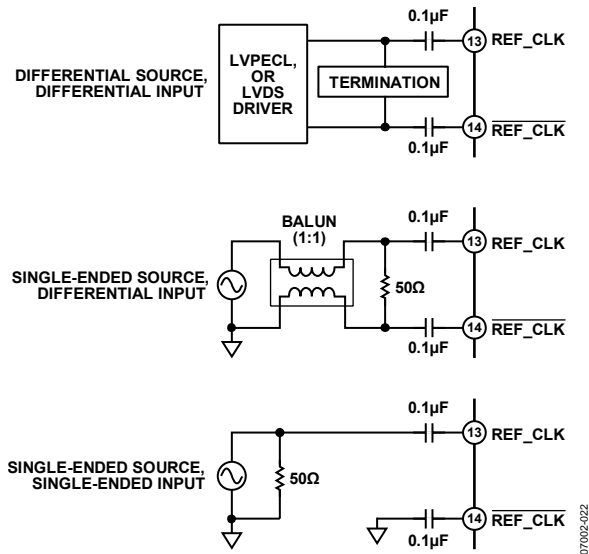 0.1µF
13 REF_CLK
LVPECL,
OR
LVDS
DRIVER
DIFFERENTIAL SOURCE,
DIFFERENTIAL INPUT
TERMINATION
14 REF_CLK
0.1µF
BALUN
(1:1)
0.1µF
13 REF_CLK
SINGLE-ENDED SOURCE,
DIFFERENTIAL INPUT
50Ω
14 REF_CLK
0.1µF
0.1µF
13 REF_CLK
SINGLE-ENDED SOURCE,
SINGLE-ENDED INPUT
50Ω
14 REF_CLK
0.1µF
07002-022